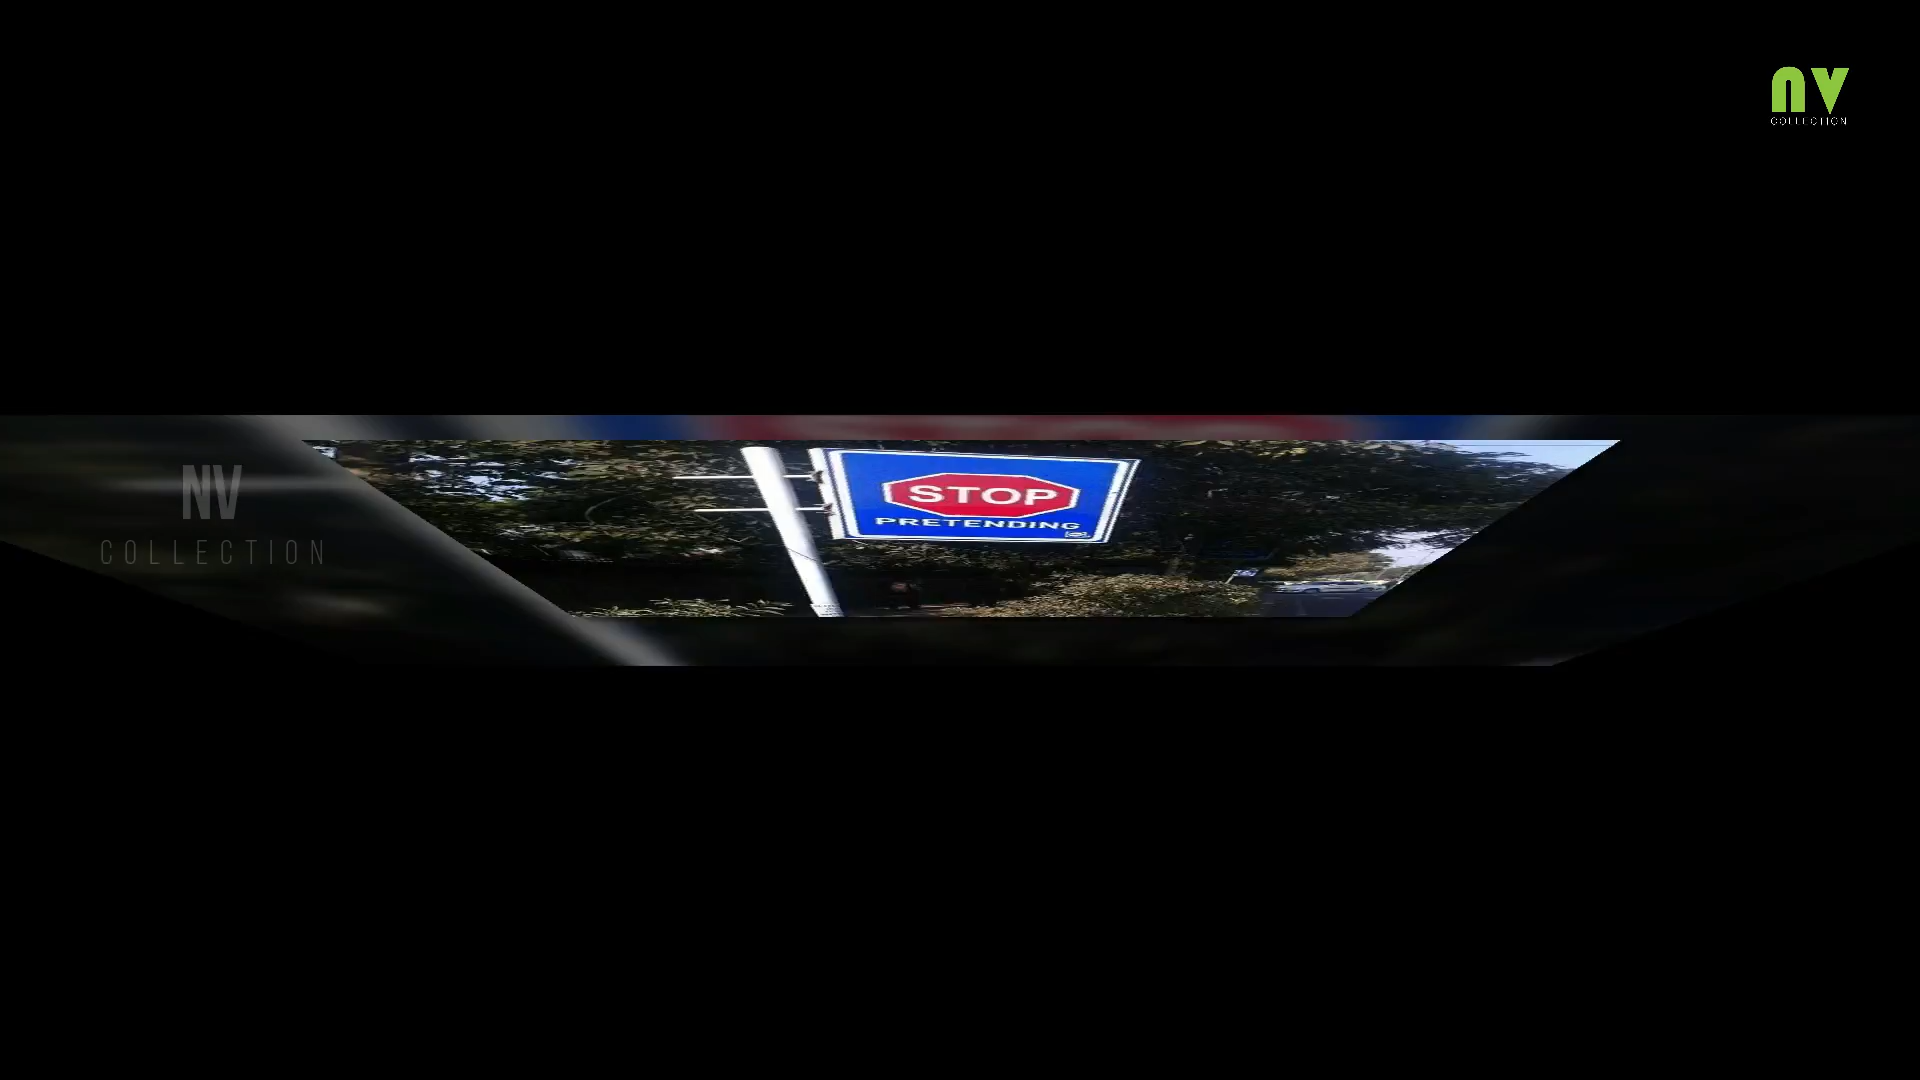 nv
COLLECTION
NV
COLLECTION
STOP
PRETENDING